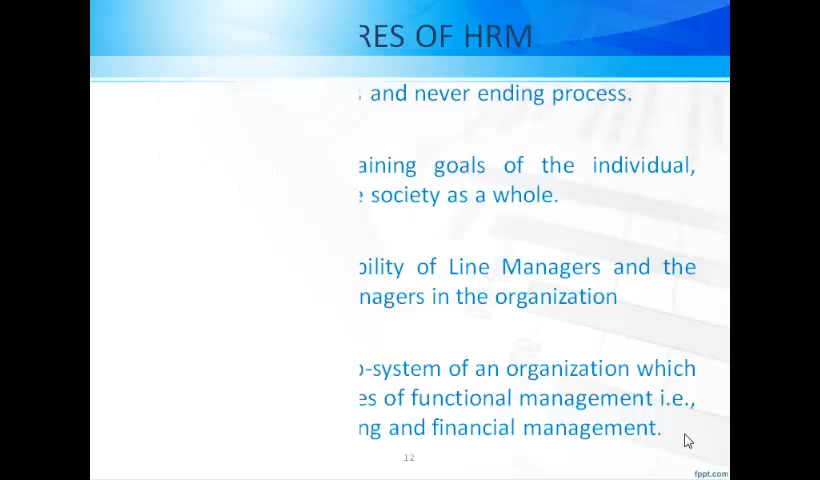 RES OF HRM
and never ending process.
aining goals of the individual,
society as a whole.
bility of Line Managers and the
nagers in the organization
-system of an organization which
es of functional management i.e.,
ng and financial management.
12
fppt.com